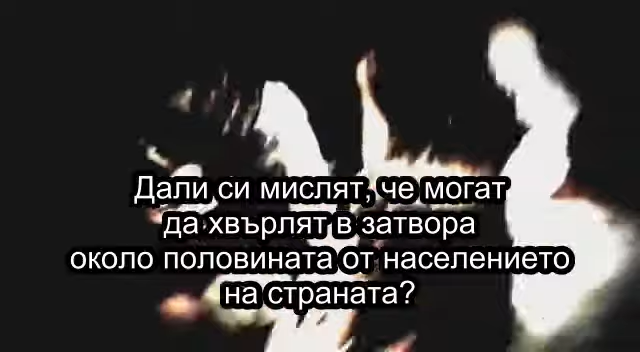 Дали си мислят, че могат
да хвърлят в затвора
около половината от населението
на страната?